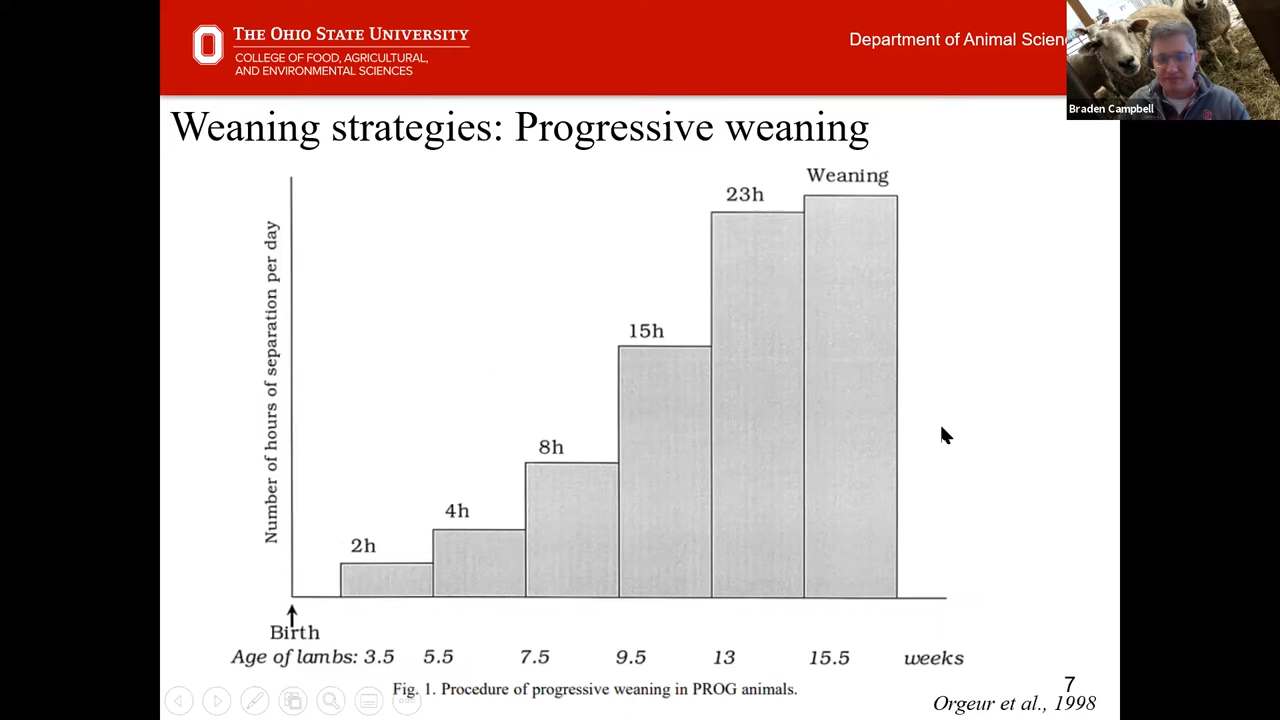 THE OHIO STATE UNIVERSITY
COLLEGE OF FOOD, AGRICULTURAL,
AND ENVIRONMENTAL SCIENCES
Department of Animal
Braden Campbell
Weaning strategies: Progressive weaning
Number of hours of separation per day
2h
4h
8h
15h
23h
Weaning
Birth
Age of lambs: 3.5 5.5 7.5 9.5 13 15.5 weeks
Fig. 1. Procedure of progressive weaning in PROG animals.
7
Orgeur et al., 1998